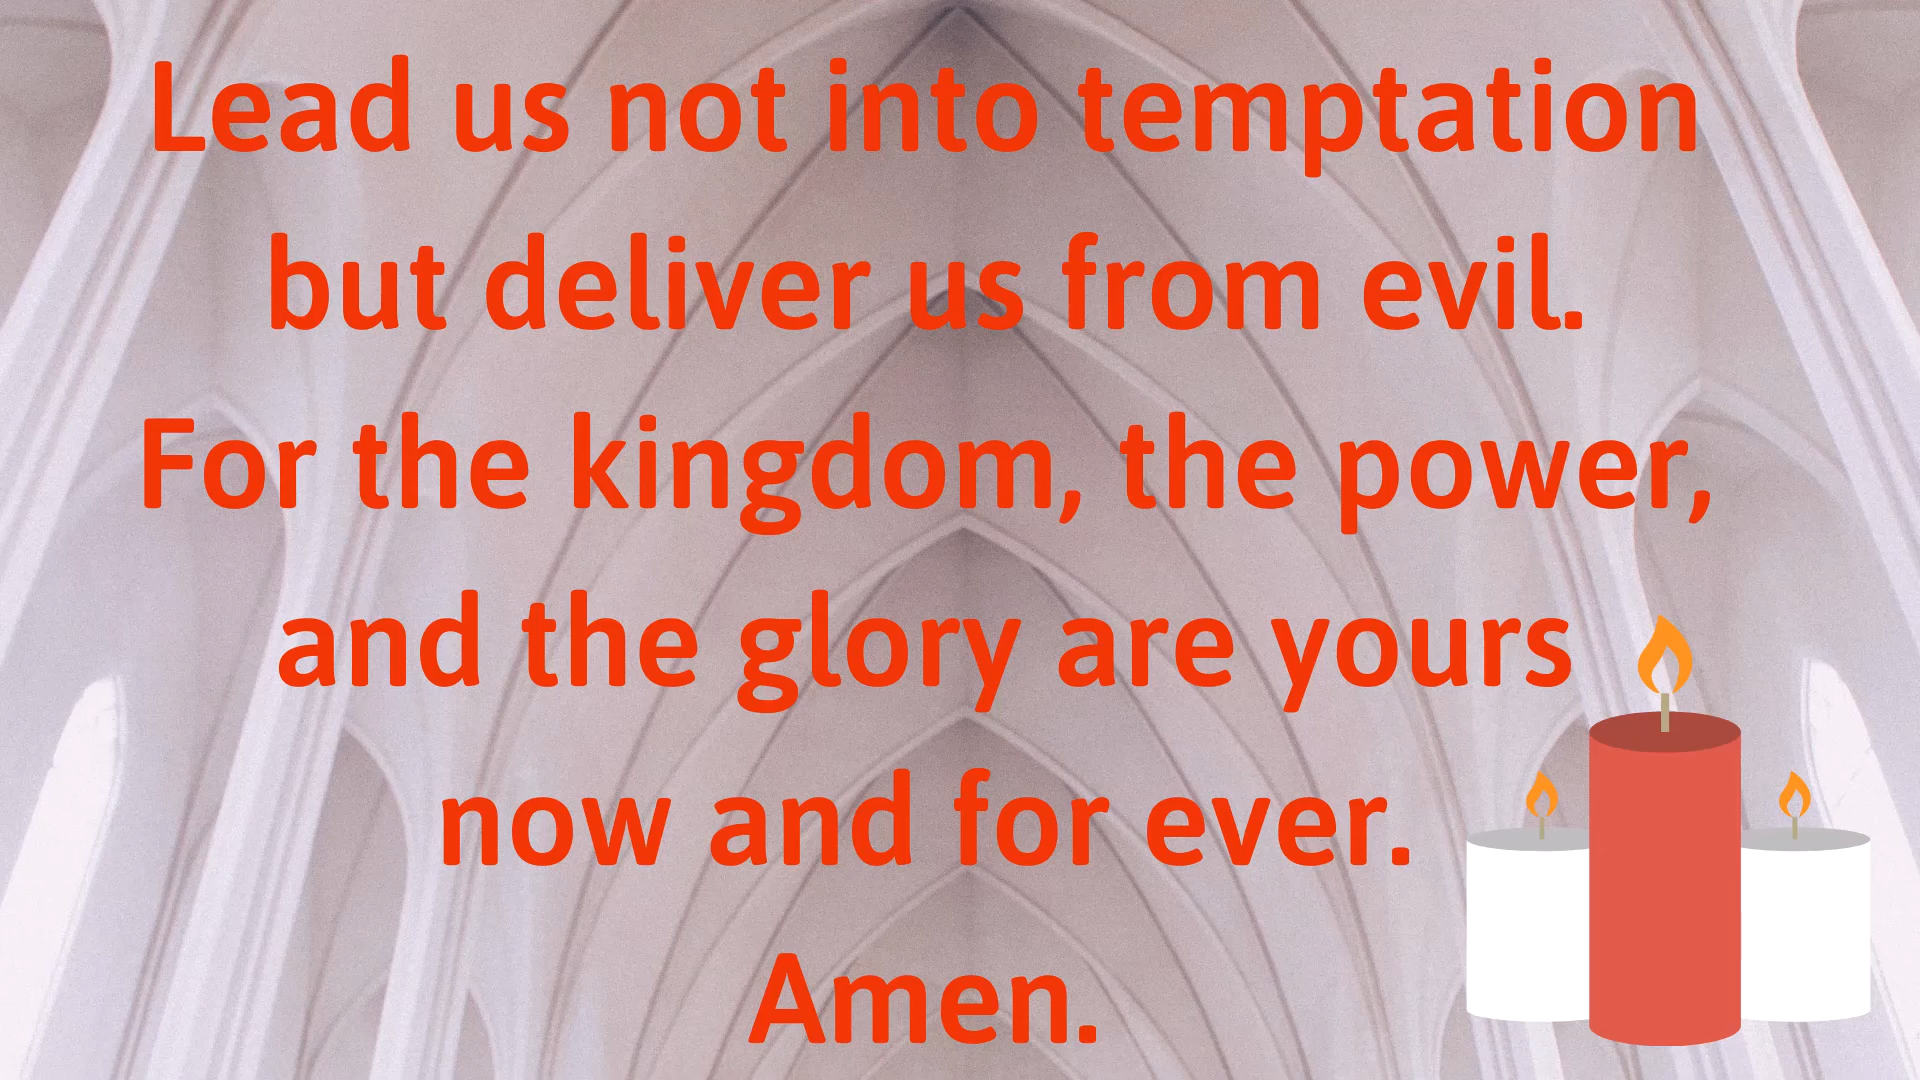 Lead us not into temptation
but deliver us from evil.
For the kingdom, the power,
and the glory are yours
now and for ever.
Amen.